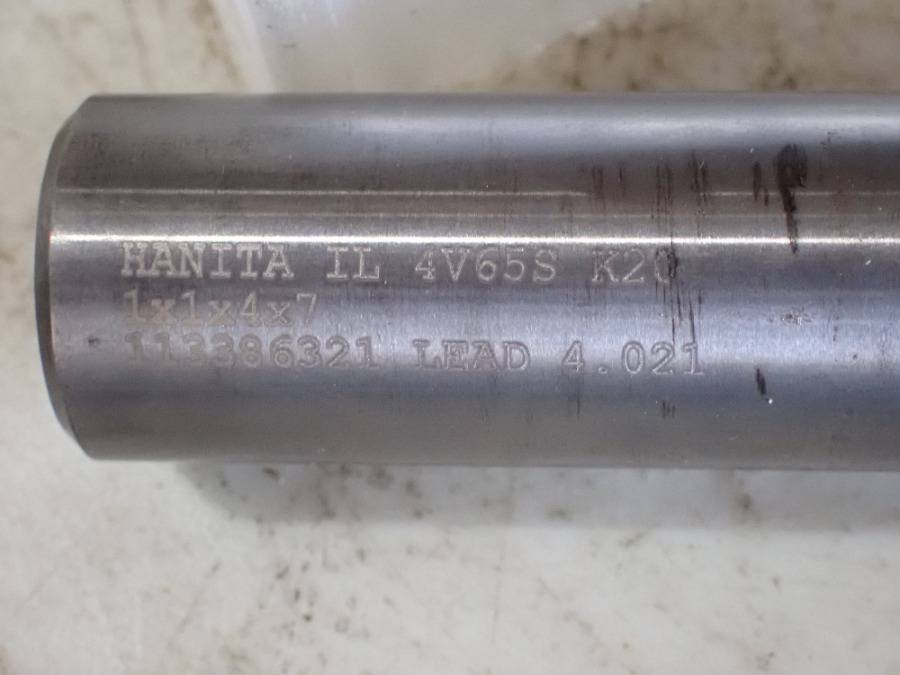 HANITA IL 4V65S K20
1x1x4x7
113386321 LEAD 4.021